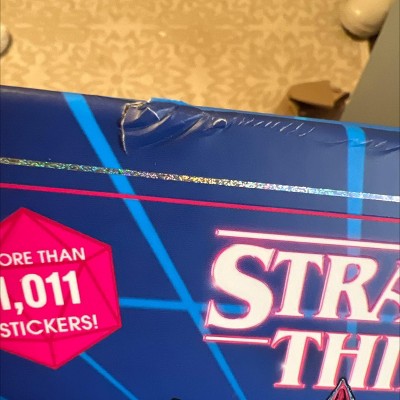 ORE THAN
1,011
STICKERS!
STRA
THI